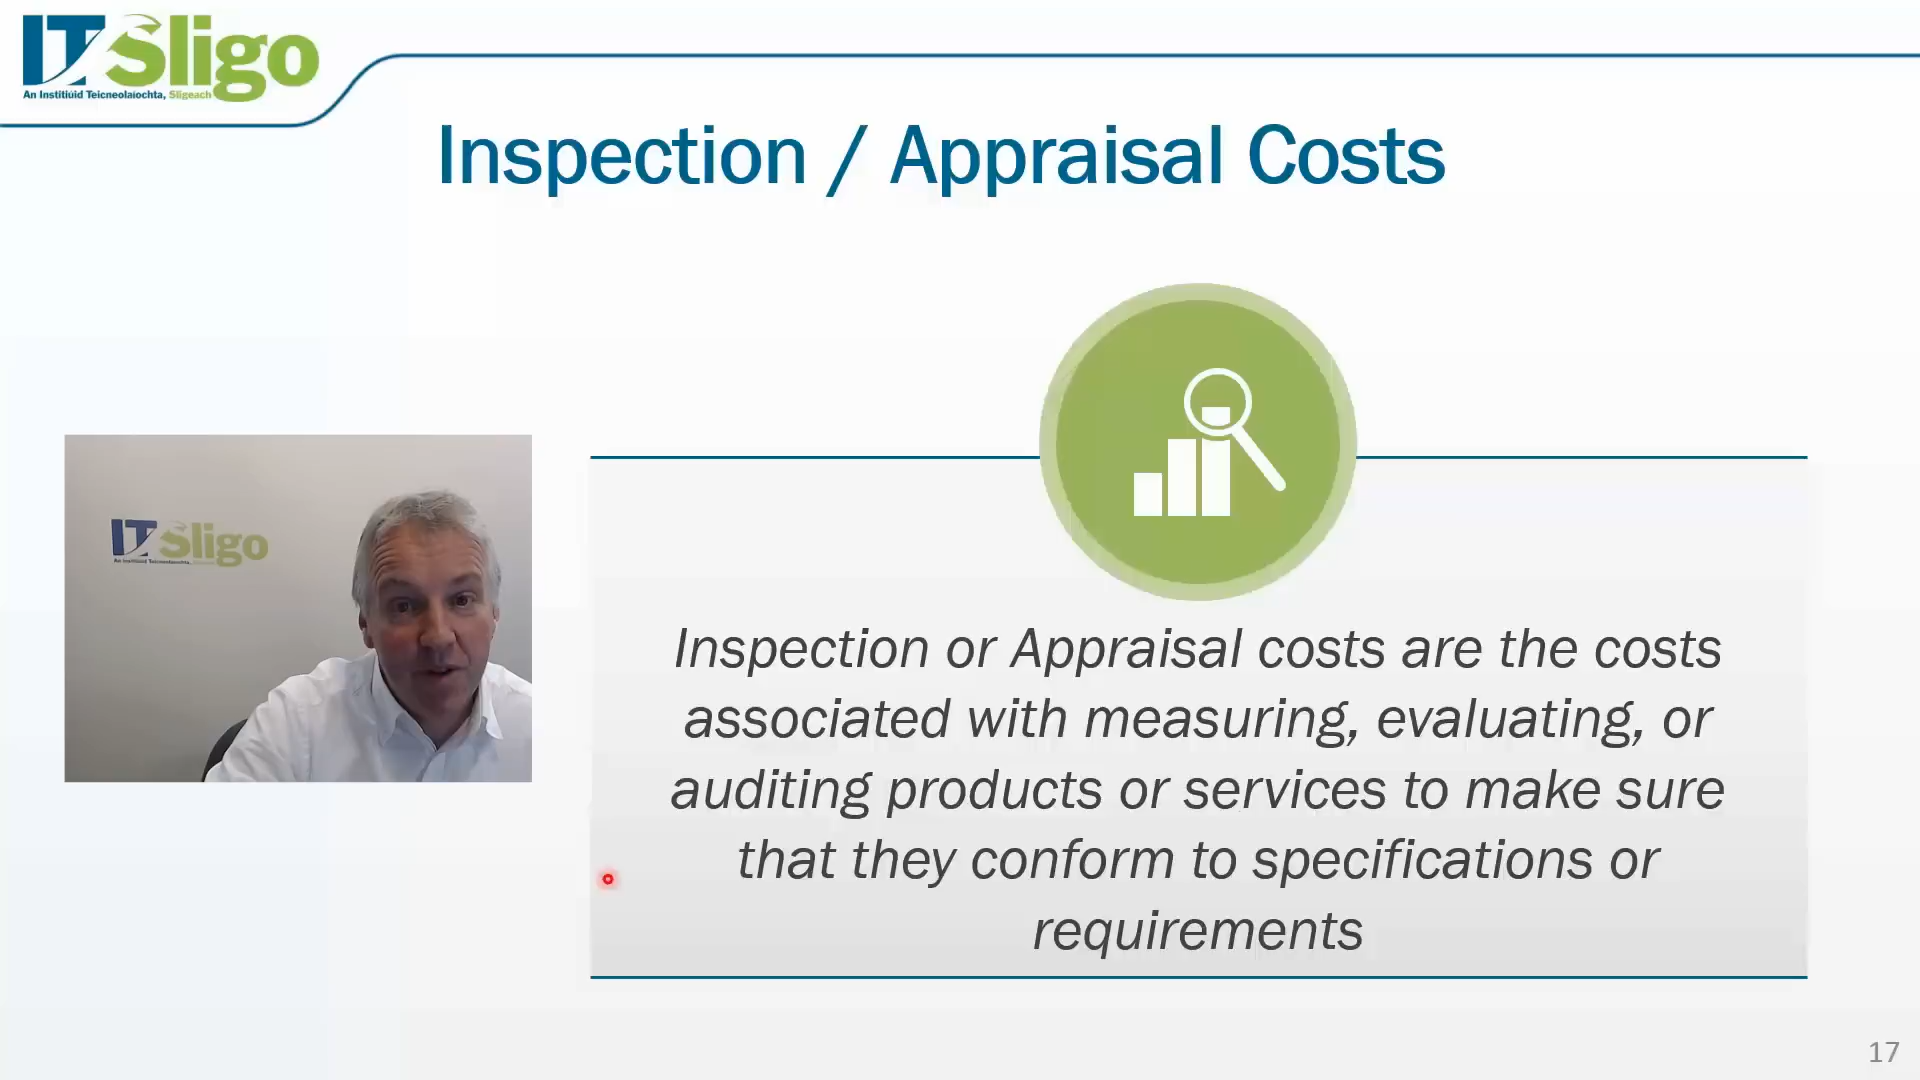 IT Sligo
An Institiúid Teicneolaíochta, Sligeach
Inspection / Appraisal Costs
IT Sligo
Inspection or Appraisal costs are the costs
associated with measuring, evaluating, or
auditing products or services to make sure
that they conform to specifications or
requirements
17